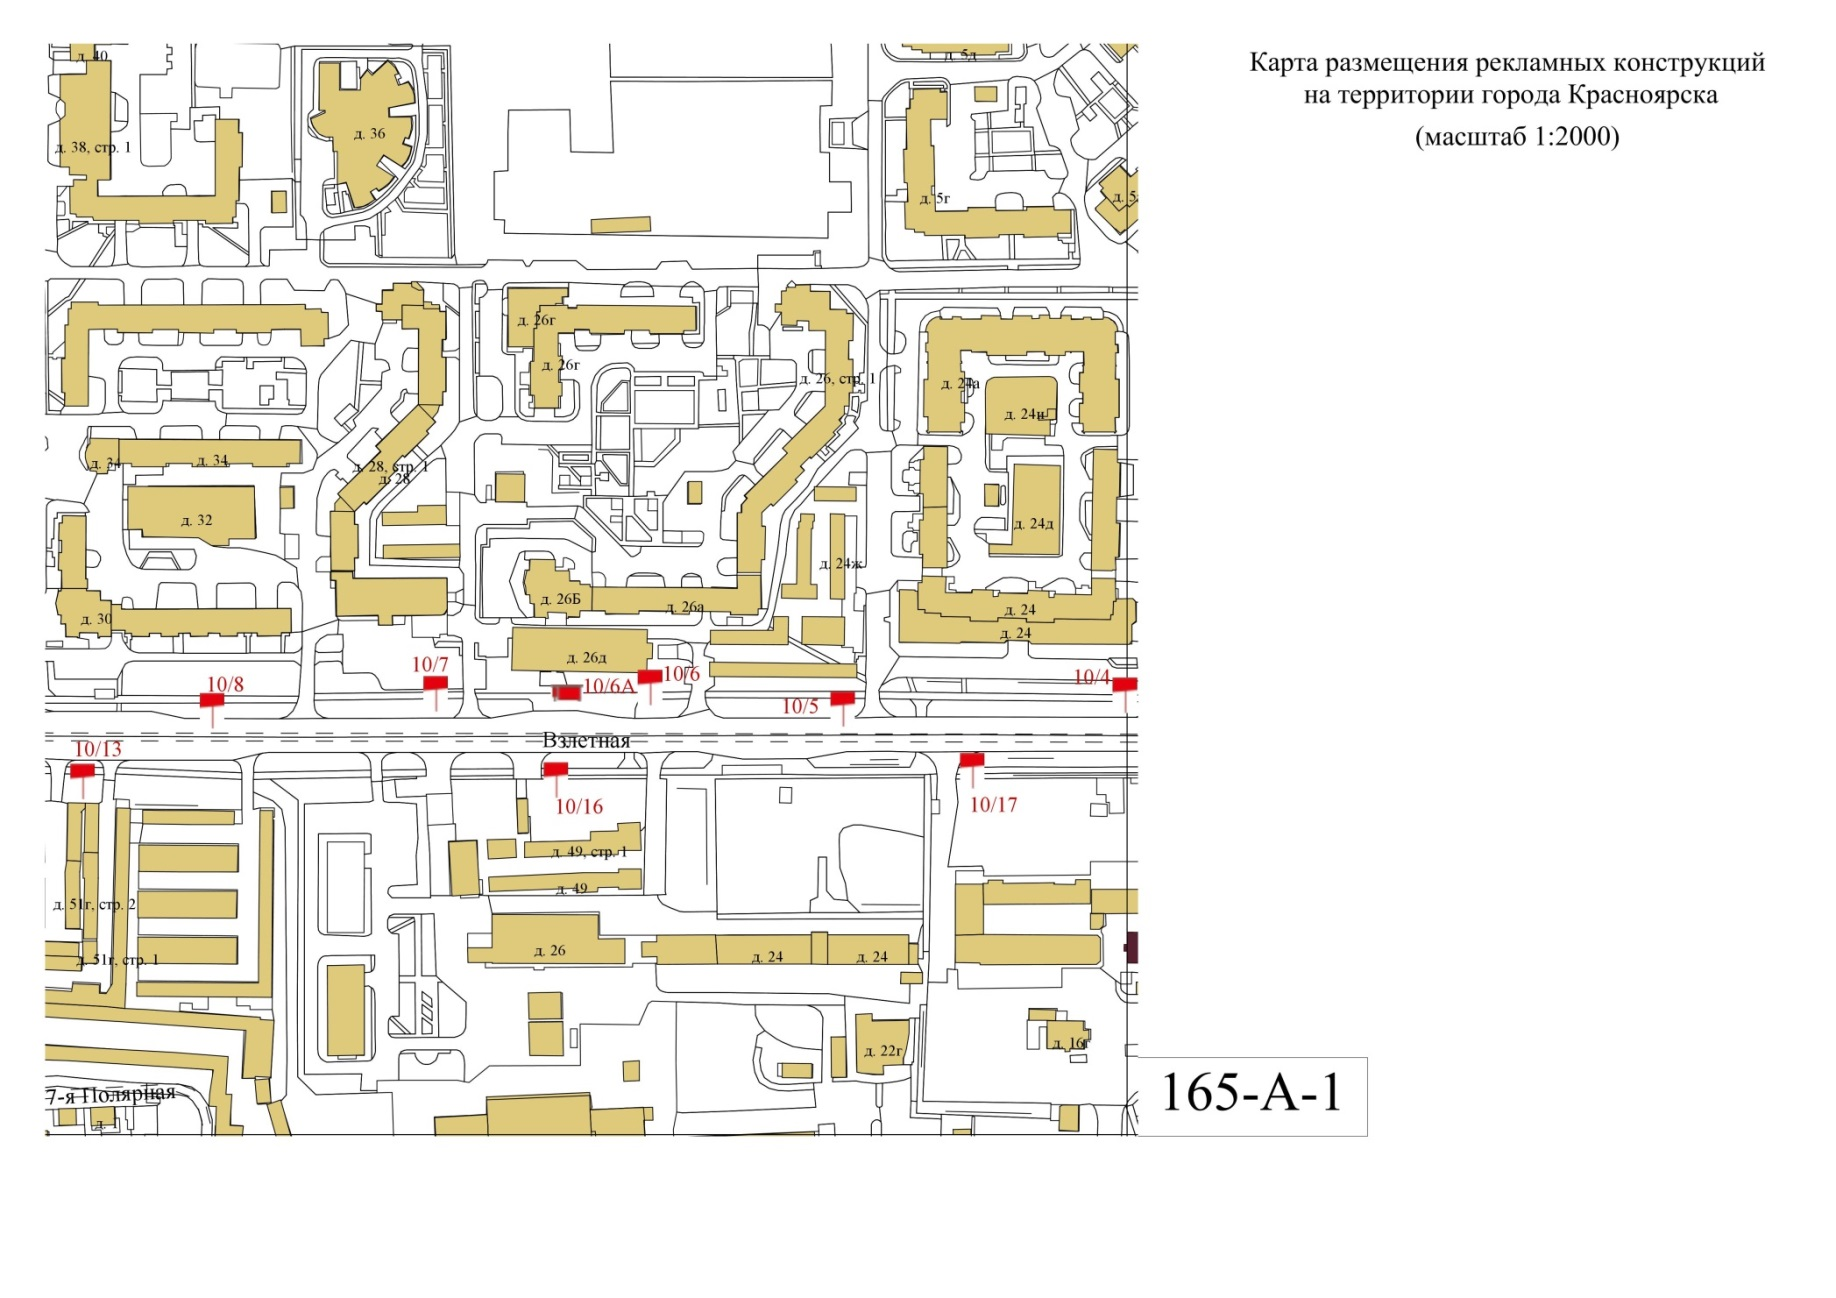 Карта размещения рекламных конструкций
на территории города Красноярска
(масштаб 1:2000)
д. 40
д. 5д
д. 36
д. 38, стр. 1
д. 5г
д. 26г
д. 26г
д. 26, стр. 1
д. 24а
д. 34
д. 34
д. 28, стр. 1
д. 28
д. 32
д. 24д
д. 24ж
д. 30
д. 26Б
д. 26а
д. 24
д. 24
д. 26д
10/8
10/7
10/6А
10/6
10/5
10/4
Взлетная
10/13
10/16
10/17
д. 49, стр. 1
д. 49
д. 51г, стр. 2
д. 51г, стр. 1
д. 26
д. 24
д. 24
д. 22г
д. 16г
7-я Полярная
д. 1
165-А-1